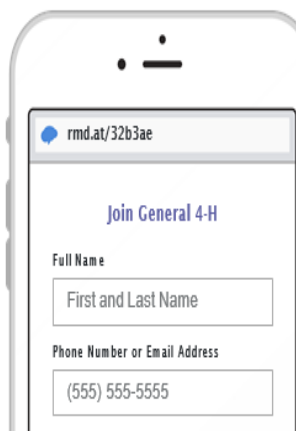 rmd.at/32b3ae
Join General 4-H
Full Name
First and Last Name
Phone Number or Email Address
(555) 555-5555